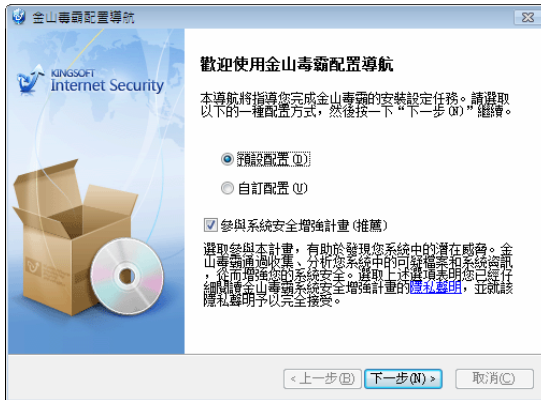 金山毒霸配置導航
KINGSOFT
Internet Security
歡迎使用金山毒霸配置導航
本導航將指導您完成金山毒霸的安裝設定任務。請選取
以下的一種配置方式，然後按一下“下一步(N)”繼續。
預設配置(D)
自訂配置(U)
參與系統安全增強計畫(推薦)
選取參與本計畫，有助於發現您系統中的潛在威脅。金
山毒霸通過收集、分析您系統中的可疑檔案和系統資訊
，從而增強您的系統安全。選取上述選項表明您已經仔
細閱讀金山毒霸系統安全增強計畫的隱私聲明，並就該
隱私聲明予以完全接受。
<上一步(B) 下一步(N)> 取消(C)